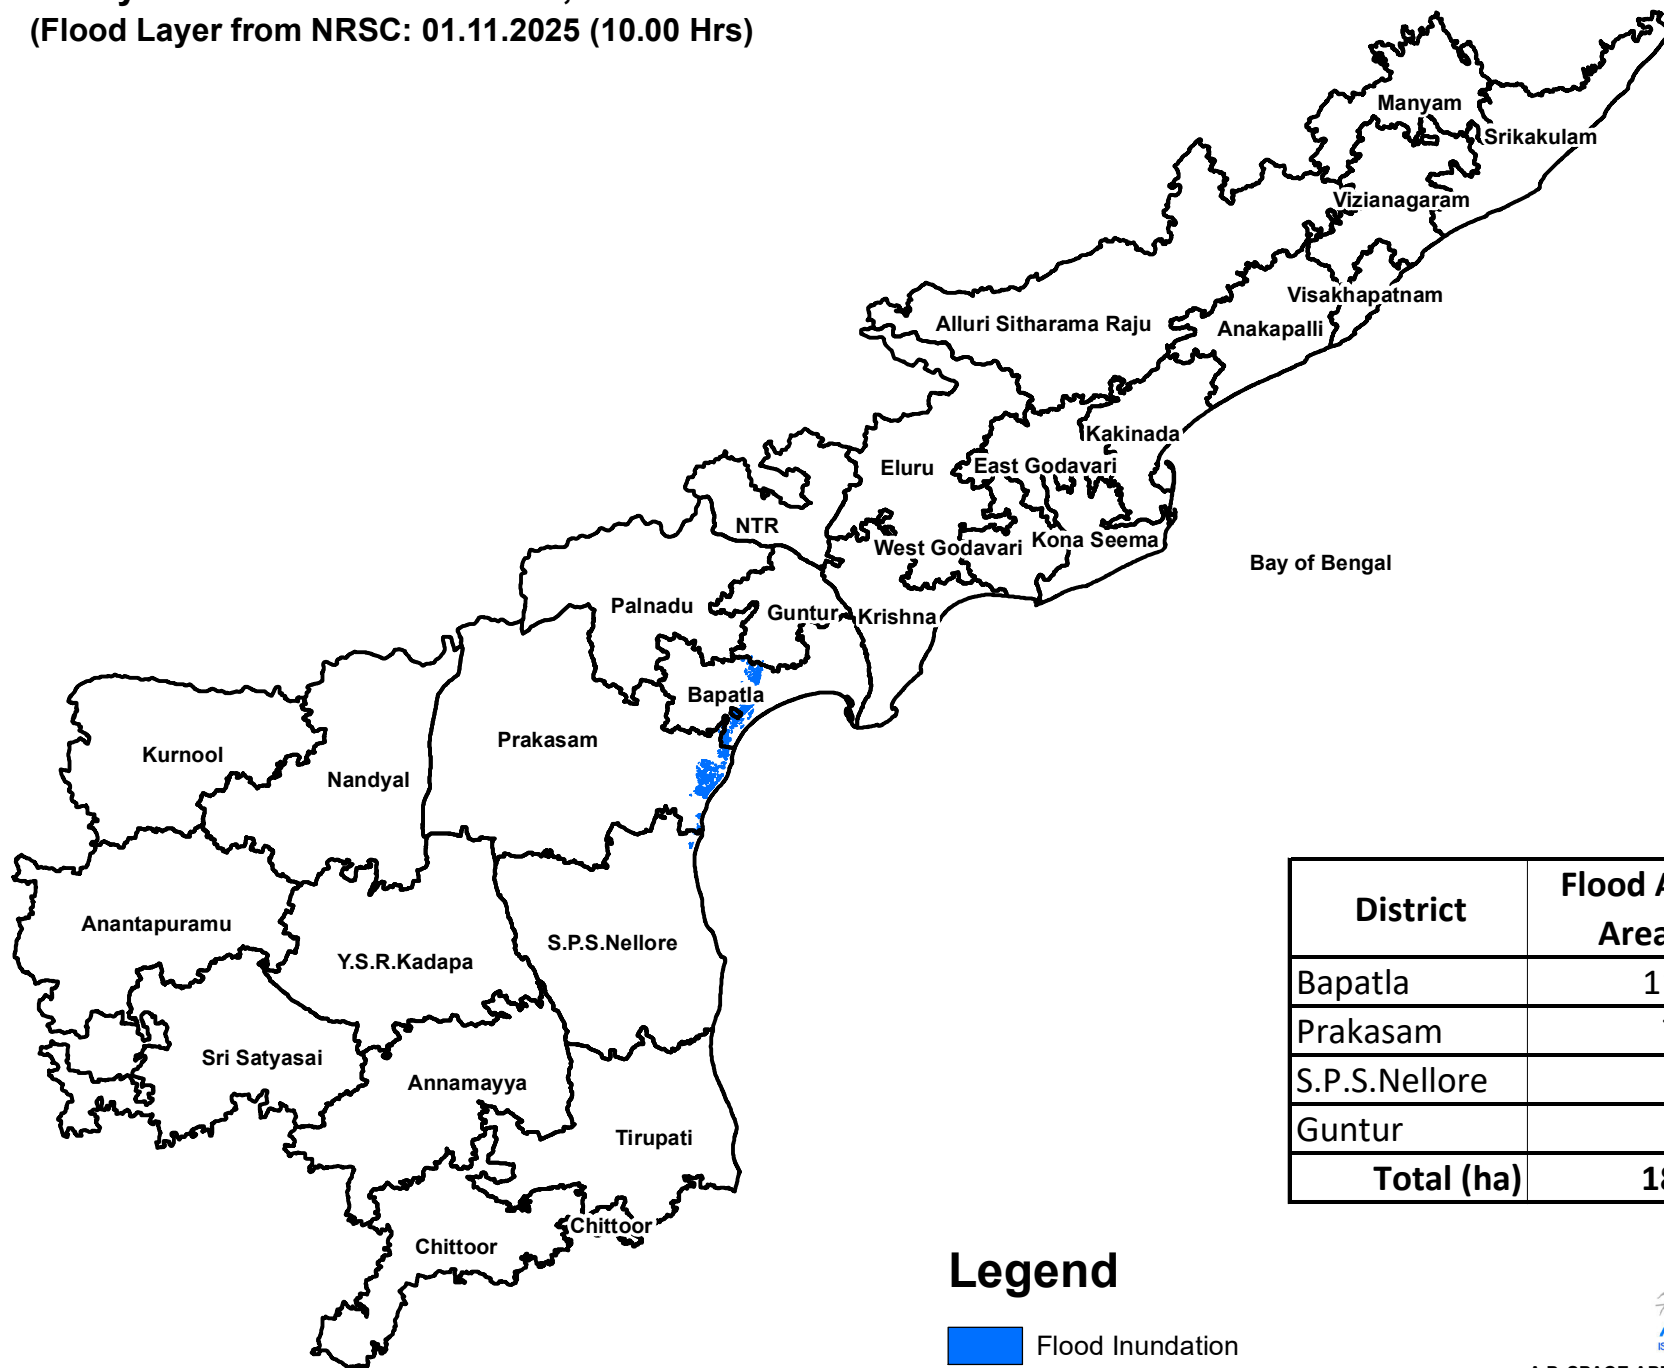 (Flood Layer from NRSC: 01.11.2025 (10.00 Hrs)
Manyam
Srikakulam
Vizianagaram
Visakhapatnam
Alluri Sitharama Raju
Anakapalli
Kakinada
Eluru
East Godavari
NTR
West Godavari
Kona Seema
Bay of Bengal
Palnadu
Guntur
Krishna
Bapatla
Prakasam
Kurnool
Nandyal
Anantapuramu
S.P.S.Nellore
Y.S.R.Kadapa
Sri Satyasai
Annamayya
Tirupati
Chittoor
Chittoor
District
Flood
Area
Bapatla
Prakasam
S.P.S.Nellore
Guntur
Total (ha)
Legend
Flood Inundation